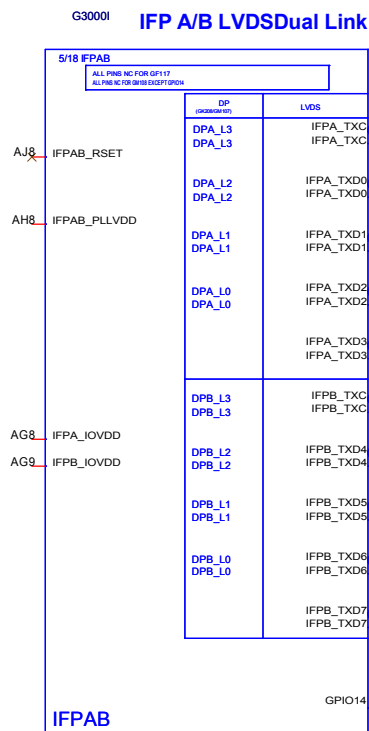 G3000I
IFP A/B LVDSDual Link
5/18 IFPAB
ALL PINS NC FOR GF117
ALL PINS NC FOR GM108 EXCEPT GPIO14
DP
(GK208/GM107)
LVDS
DPA_L3 IFPA_TXC
DPA_L3 IFPA_TXC
AJ8 IFPAB_RSET
DPA_L2 IFPA_TXD0
DPA_L2 IFPA_TXD0
AH8 IFPAB_PLLVDD
DPA_L1 IFPA_TXD1
DPA_L1 IFPA_TXD1
DPA_L0 IFPA_TXD2
DPA_L0 IFPA_TXD2
IFPA_TXD3
IFPA_TXD3
DPB_L3 IFPB_TXC
DPB_L3 IFPB_TXC
AG8 IFPA_IOVDD
DPB_L2 IFPB_TXD4
AG9 IFPB_IOVDD DPB_L2 IFPB_TXD4
DPB_L1 IFPB_TXD5
DPB_L1 IFPB_TXD5
DPB_L0 IFPB_TXD6
DPB_L0 IFPB_TXD6
IFPB_TXD7
IFPB_TXD7
GPIO14
IFPAB